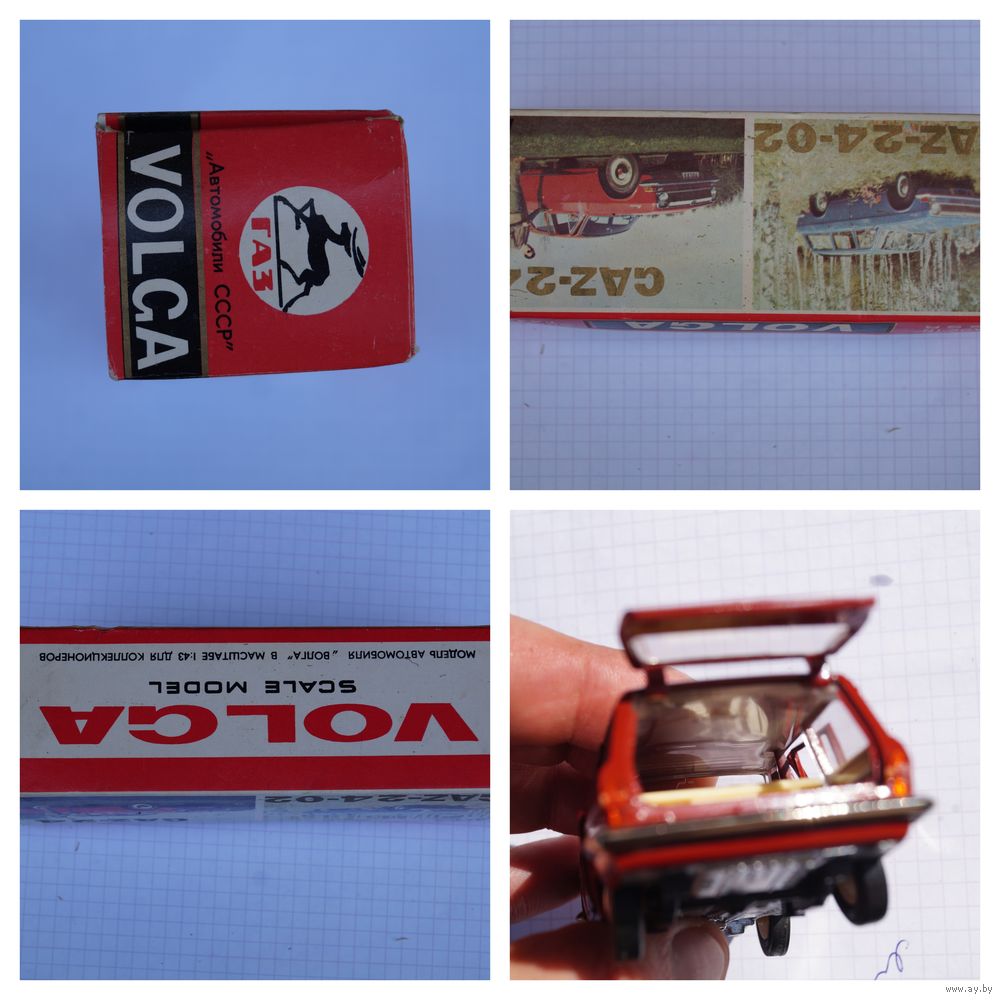 VOLGA
„Автомобили СССР"
ГАЗ
AZ-24-02
GAZ-24
VOLGA
МОДЕЛЬ АВТОМОБИЛЯ „ВОЛГА" В МАСШТАБЕ 1:43 ДЛЯ КОЛЛЕКЦИОНЕРОВ
SCALE MODEL
VOLGA
GAZ-24-02
www.ay.by